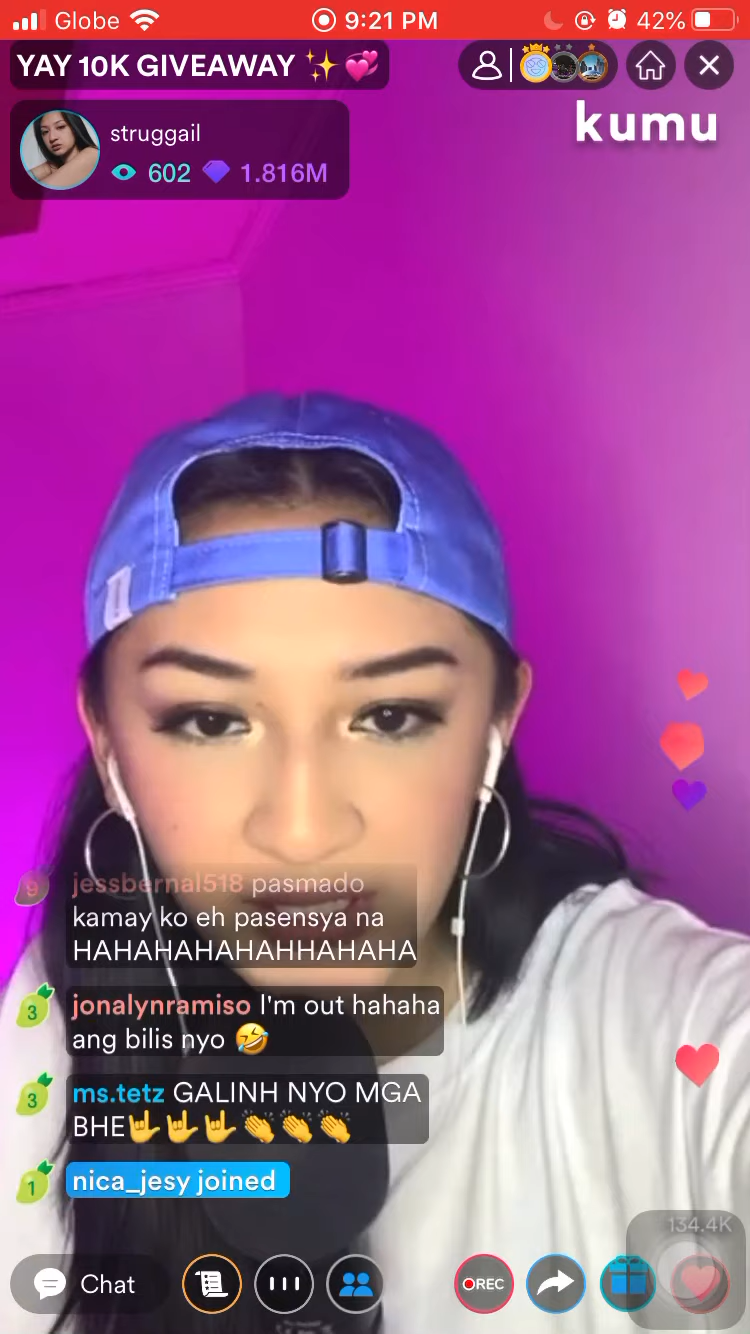 Globe 9:21 PM 42%
YAY 10K GIVEAWAY ✨💞
kumu
struggail
602 1.816M
9 jessbernal518 pasmado
kamay ko eh pasensya na
HAHAHAHAHAHHAHAHA
3 jonalynramiso I'm out hahaha
ang bilis nyo 🤣
3 ms.tetz GALINH NYO MGA
BHE🤟🤟🤟👏👏👏
1 nica_jesy joined
134.4K
Chat REC